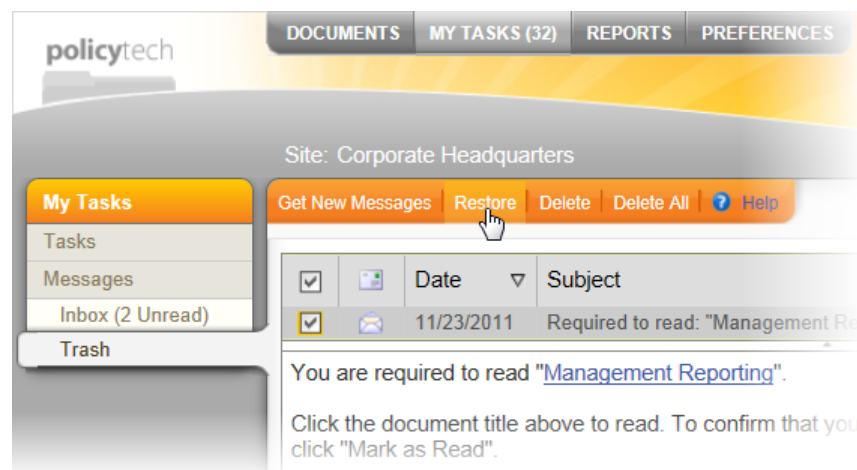 policytech
DOCUMENTS MY TASKS (32) REPORTS PREFERENCES
Site: Corporate Headquarters
My Tasks
Tasks
Messages
Inbox (2 Unread)
Trash
Get New Messages Restore Delete Delete All ? Help
Date Subject
11/23/2011 Required to read: "Management Re
You are required to read "Management Reporting".
Click the document title above to read. To confirm that you
click "Mark as Read".